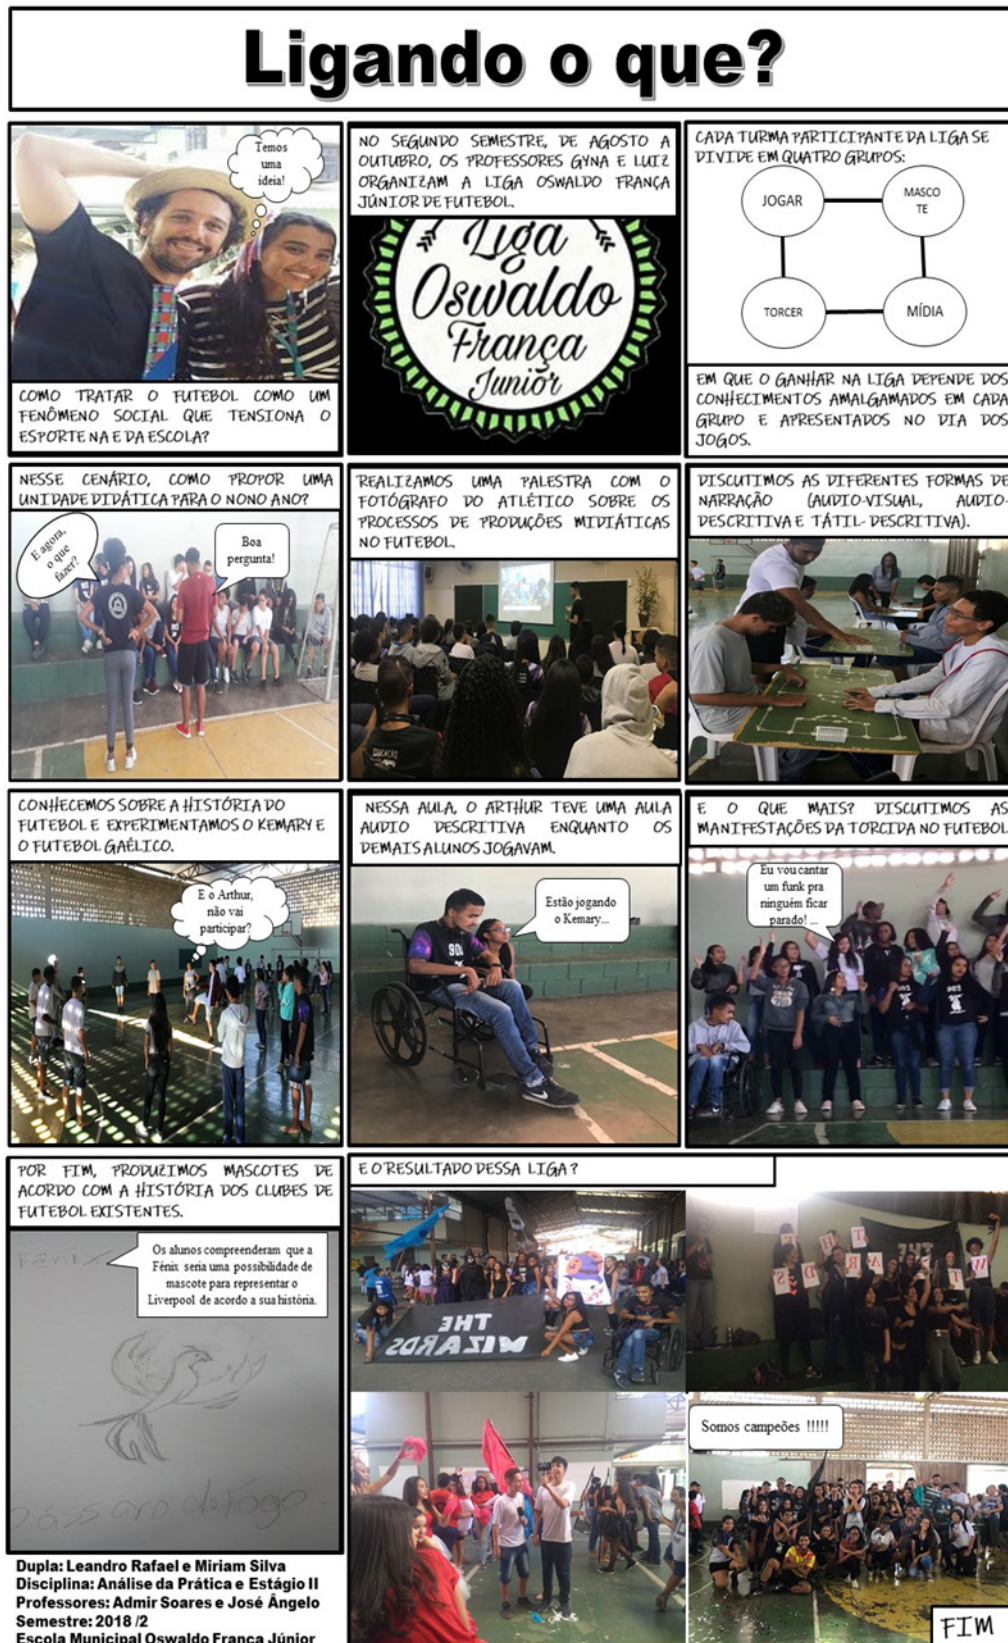 Ligando o que?
Temos
uma
ideia!
COMO TRATAR O FUTEBOL COMO UM
FENÔMENO SOCIAL QUE TENSIONA O
ESPORTE NA E DA ESCOLA?
NO SEGUNDO SEMESTRE, DE AGOSTO A
OUTUBRO, OS PROFESSORES GYNA E LUIZ
ORGANIZAM A LIGA OSWALDO FRANÇA
JÚNIOR DE FUTEBOL.
Liga
Oswaldo
França
Junior
CADA TURMA PARTICIPANTE DA LIGA SE
DIVIDE EM QUATRO GRUPOS:
JOGAR
MASCO
TE
TORCER
MÍDIA
EM QUE O GANHAR NA LIGA DEPENDE DOS
CONHECIMENTOS AMALGAMADOS EM CADA
GRUPO E APRESENTADOS NO DIA DOS
JOGOS.
NESSE CENÁRIO, COMO PROPOR UMA
UNIDADE DIDÁTICA PARA O NONO ANO?
E agora,
o que
fazer?
Boa
pergunta!
REALIZAMOS UMA PALESTRA COM O
FOTÓGRAFO DO ATLÉTICO SOBRE OS
PROCESSOS DE PRODUÇÕES MIDIÁTICAS
NO FUTEBOL.
EDUCAÇÃO
DISCUTIMOS AS DIFERENTES FORMAS DE
NARRAÇÃO (AUDIO-VISUAL, AUDIO-
DESCRITIVA E TÁTIL- DESCRITIVA).
CONHECEMOS SOBRE A HISTÓRIA DO
FUTEBOL E EXPERIMENTAMOS O KEMARY E
O FUTEBOL GAÉLICO.
E o Arthur,
não vai
participar?
NESSA AULA, O ARTHUR TEVE UMA AULA
AUDIO DESCRITIVA ENQUANTO OS
DEMAIS ALUNOS JOGAVAM.
Estão jogando
o Kemary...
E O QUE MAIS? DISCUTIMOS AS
MANIFESTAÇÕES DA TORCIDA NO FUTEBOL
Eu vou cantar
um funk pra
ninguém ficar
parado! ...
POR FIM, PRODUZIMOS MASCOTES DE
ACORDO COM A HISTÓRIA DOS CLUBES DE
FUTEBOL EXISTENTES.
Fênix
Os alunos compreenderam que a
Fênix seria uma possibilidade de
mascote para representar o
Liverpool de acordo a sua história.
pássaro de fogo.
E O RESULTADO DESSA LIGA?
THE
WIZARDS
Somos campeões !!!!!
FIM
Dupla: Leandro Rafael e Miriam Silva
Disciplina: Análise da Prática e Estágio II
Professores: Admir Soares e José Ângelo
Semestre: 2018 /2
Escola Municipal Oswaldo França Júnior